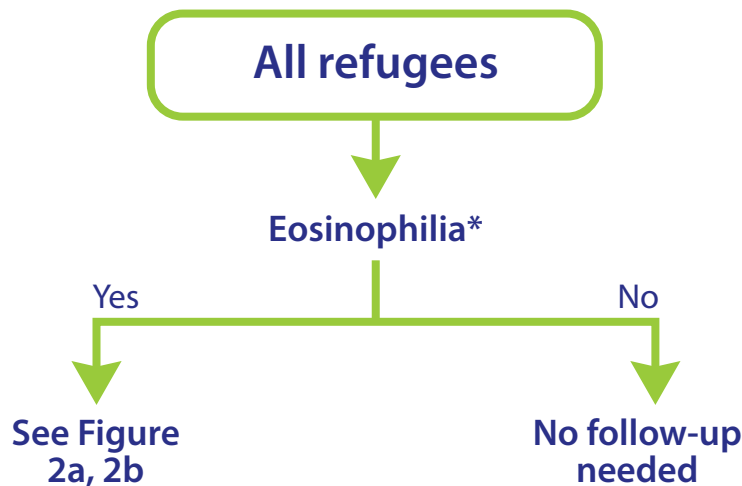 All refugees
Eosinophilia*
Yes
No
See Figure
2a, 2b
No follow-up
needed